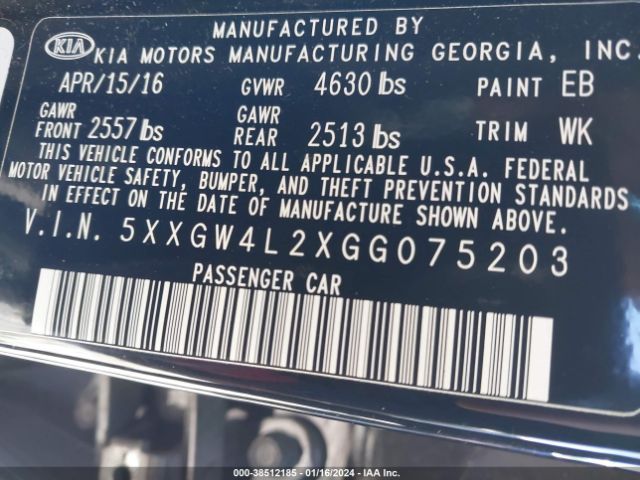 MANUFACTURED BY
KIA KIA MOTORS MANUFACTURING GEORGIA, INC.
APR/15/16 GVWR 4630 lbs PAINT EB
GAWR FRONT 2557 lbs GAWR REAR 2513 lbs TRIM WK
THIS VEHICLE CONFORMS TO ALL APPLICABLE U.S.A. FEDERAL
MOTOR VEHICLE SAFETY, BUMPER, AND THEFT PREVENTION STANDARDS
IN EFFECT ON THE DATE OF MANUFACTURE SHOWN ABOVE.
V.I.N. 5XXGW4L2XGG075203
PASSENGER CAR
000-38512185 - 01/16/2024 - IAA Inc.